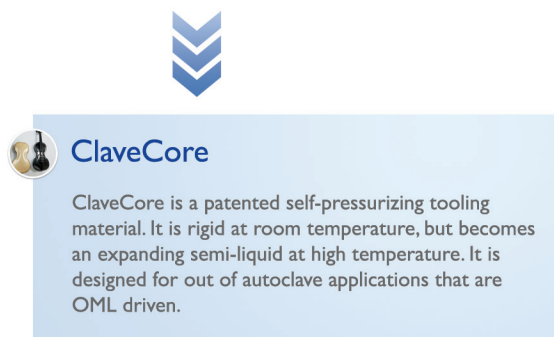 ClaveCore
ClaveCore is a patented self-pressurizing tooling
material. It is rigid at room temperature, but becomes
an expanding semi-liquid at high temperature. It is
designed for out of autoclave applications that are
OML driven.